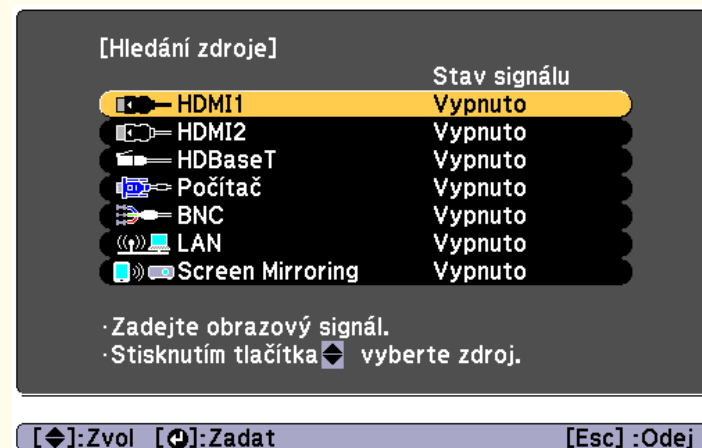 [Hledání zdroje]
Stav signálu
HDMI1 Vypnuto
HDMI2 Vypnuto
HDBaseT Vypnuto
Počítač Vypnuto
BNC Vypnuto
LAN Vypnuto
Screen Mirroring Vypnuto
·Zadejte obrazový signál.
·Stisknutím tlačítka vyberte zdroj.
[]:Zvol []:Zadat [Esc] :Odej